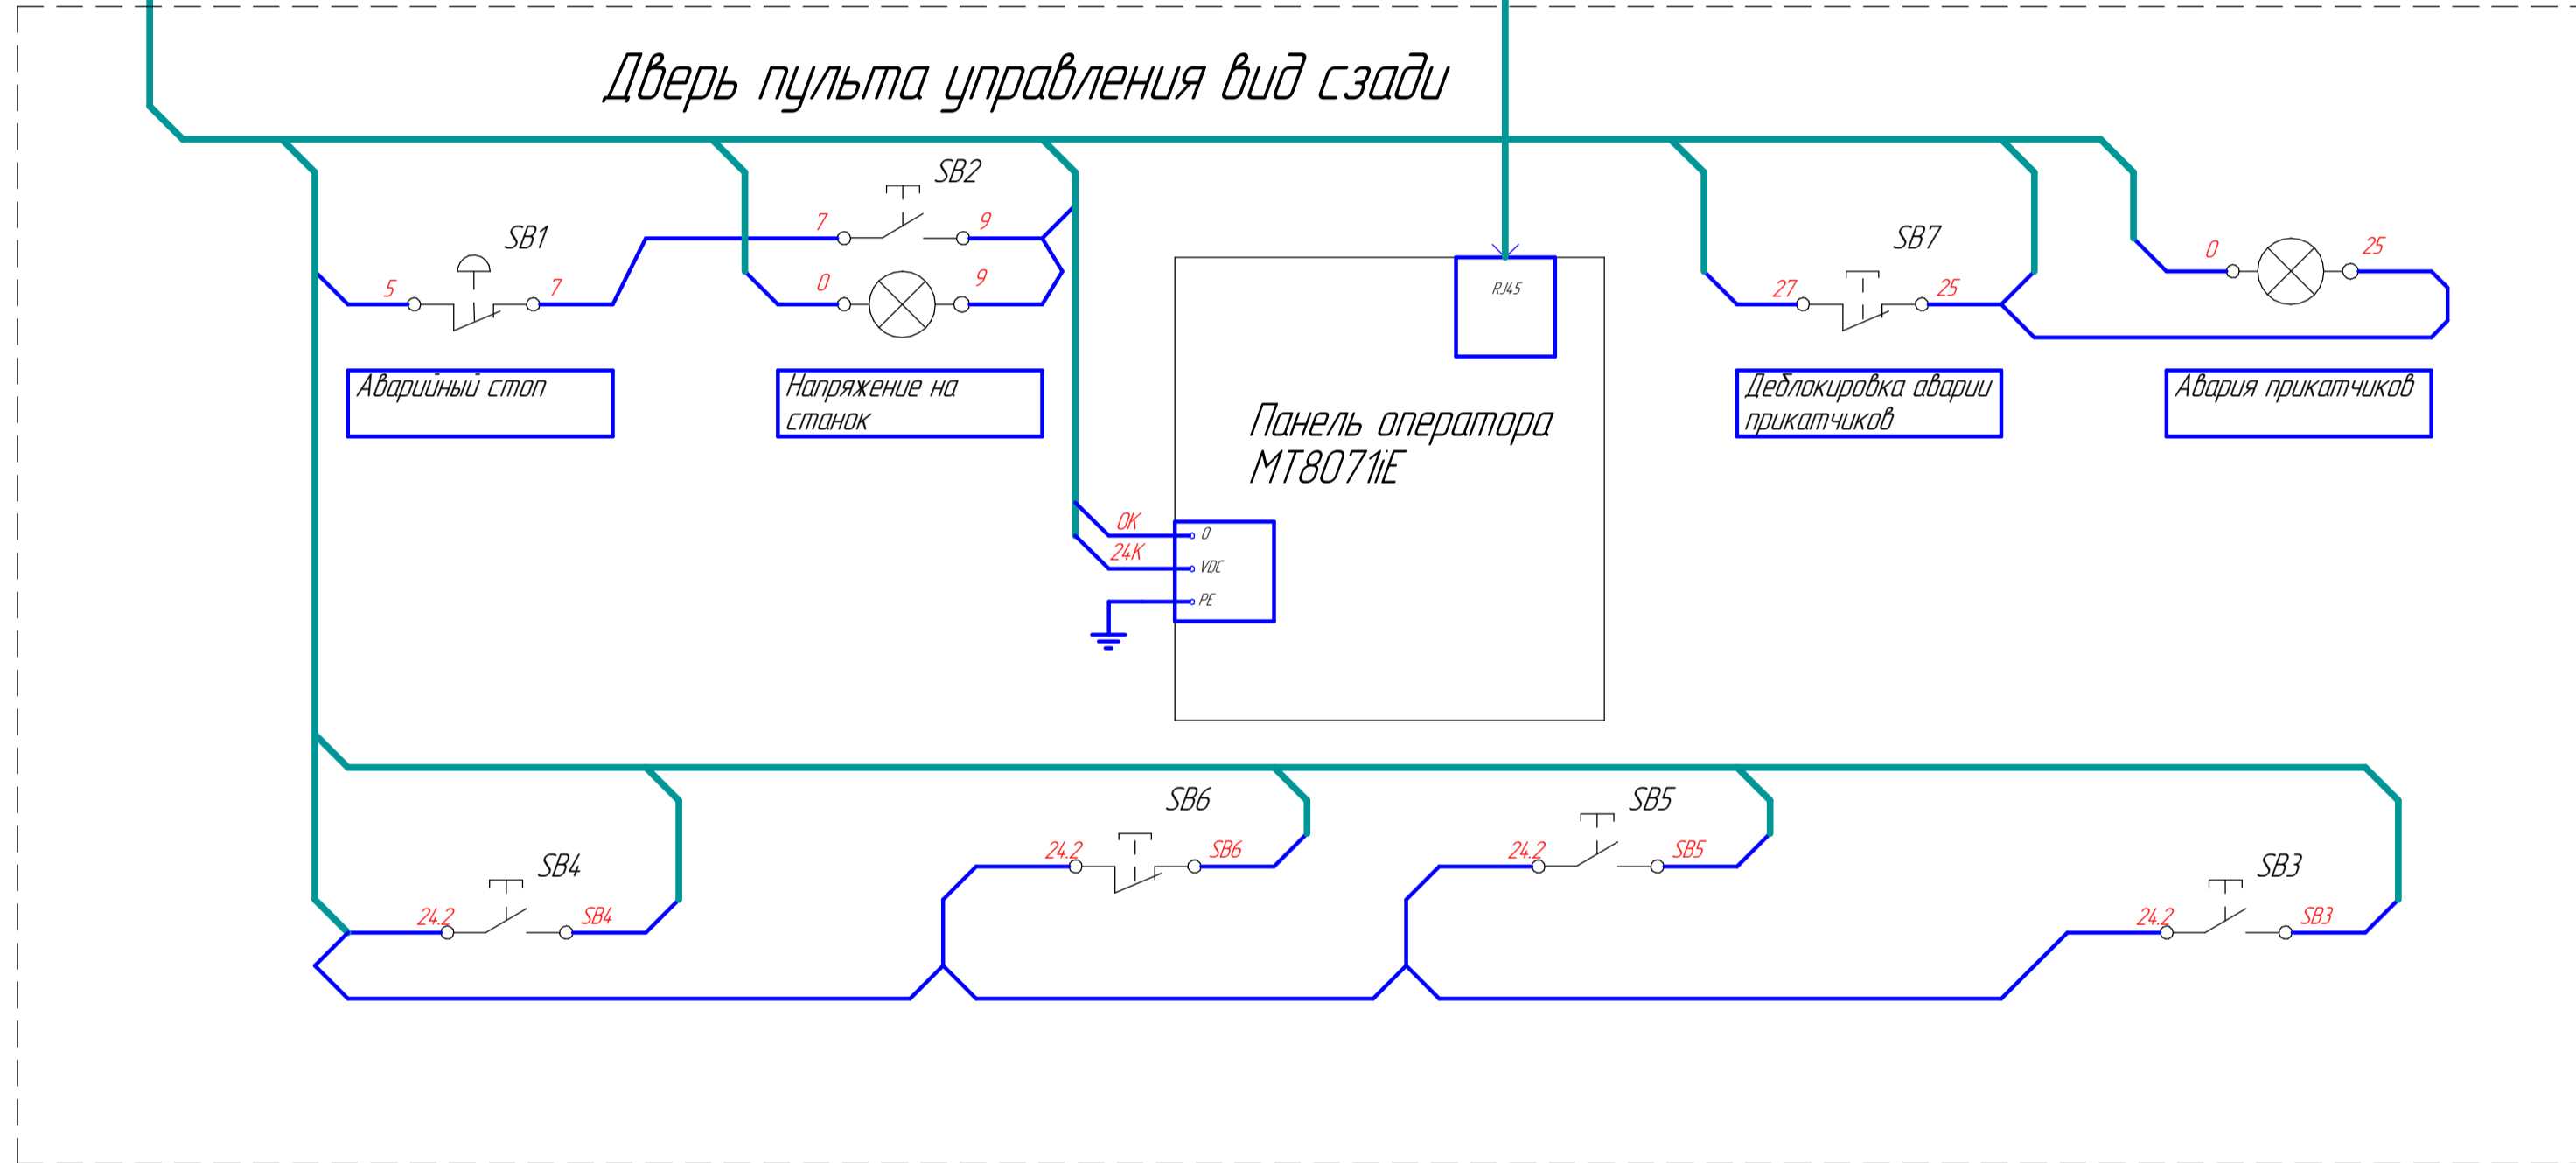 Дверь пульта управления вид сзади
SB2
7
9
SB1
SB7
0
25
5
7
0
9
RJ45
27
25
Аварийный стоп
Напряжение на
станок
Деблокировка аварии
прикатчиков
Авария прикатчиков
Панель оператора
MT8071iE
0K
0
24K
VDC
PE
SB6
SB5
24.2
SB6
24.2
SB5
SB4
SB3
24.2
SB4
24.2
SB3